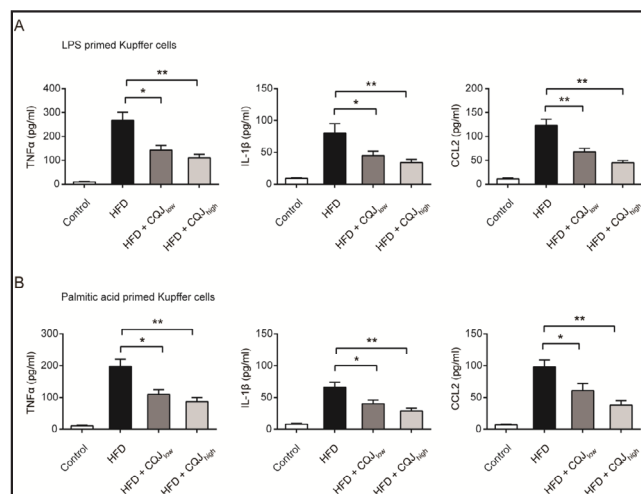 A
LPS primed Kupffer cells
TNFα (pg/ml)
400
300
200
100
0
**
*
Control
HFD
HFD + CQJlow
HFD + CQJhigh
IL-1β (pg/ml)
150
100
50
0
**
*
Control
HFD
HFD + CQJlow
HFD + CQJhigh
CCL2 (pg/ml)
200
150
100
50
0
**
**
Control
HFD
HFD + CQJlow
HFD + CQJhigh
B
Palmitic acid primed Kupffer cells
TNFα (pg/ml)
300
200
100
0
**
*
Control
HFD
HFD + CQJlow
HFD + CQJhigh
IL-1β (pg/ml)
150
100
50
0
**
*
Control
HFD
HFD + CQJlow
HFD + CQJhigh
CCL2 (pg/ml)
150
100
50
0
**
*
Control
HFD
HFD + CQJlow
HFD + CQJhigh